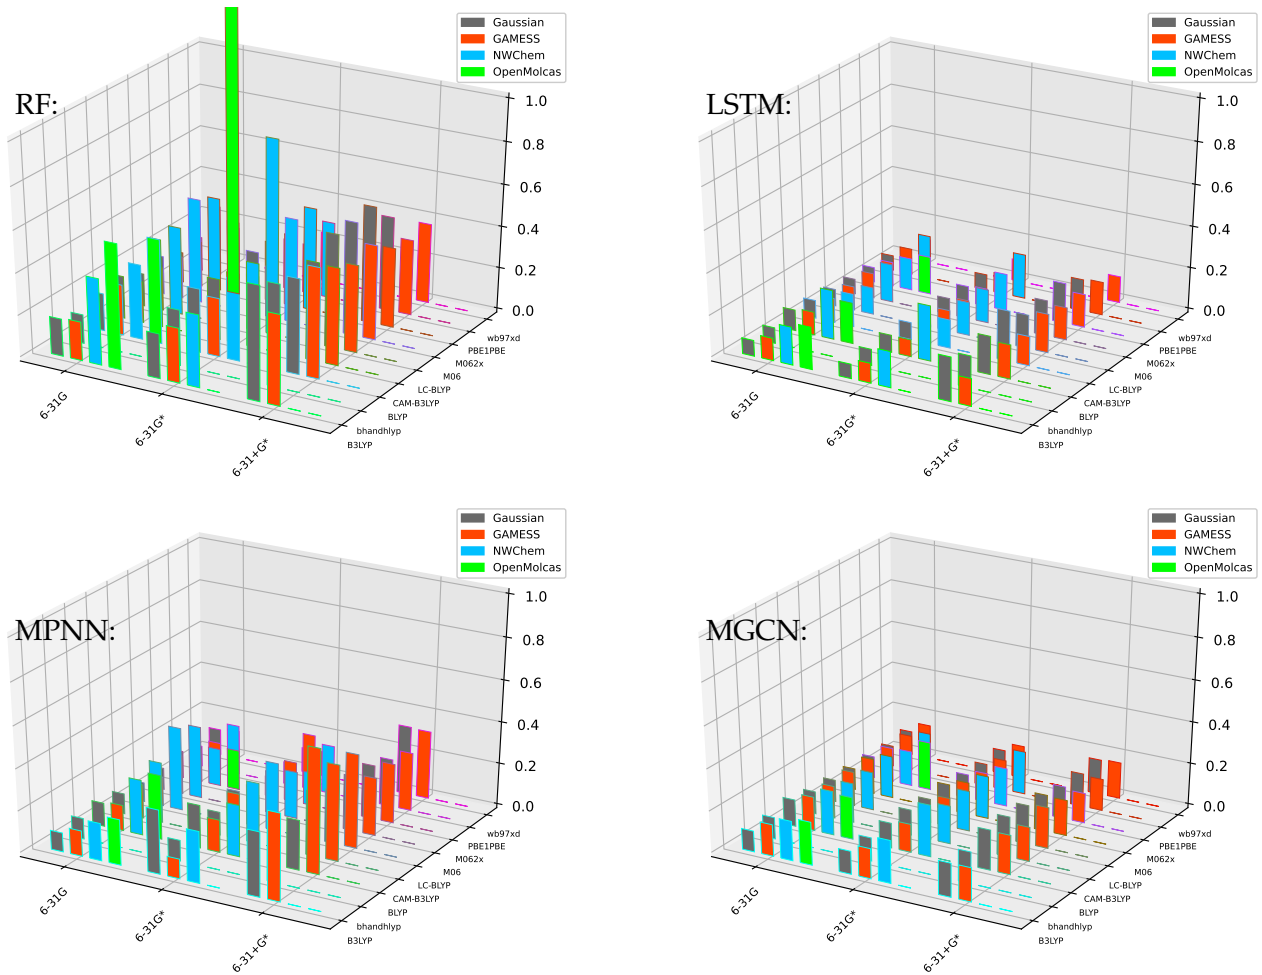 RF:
Gaussian
GAMESS
NWChem
OpenMolcas
1.0
0.8
0.6
0.4
0.2
0.0
wb97xd
PBE1PBE
M062x
M06
LC-BLYP
CAM-B3LYP
BLYP
bhandhlyp
B3LYP
6-31G
6-31G*
6-31+G*
LSTM:
Gaussian
GAMESS
NWChem
OpenMolcas
1.0
0.8
0.6
0.4
0.2
0.0
wb97xd
PBE1PBE
M062x
M06
LC-BLYP
CAM-B3LYP
BLYP
bhandhlyp
B3LYP
6-31G
6-31G*
6-31+G*
MPNN:
Gaussian
GAMESS
NWChem
OpenMolcas
1.0
0.8
0.6
0.4
0.2
0.0
wb97xd
PBE1PBE
M062x
M06
LC-BLYP
CAM-B3LYP
BLYP
bhandhlyp
B3LYP
6-31G
6-31G*
6-31+G*
MGCN:
Gaussian
GAMESS
NWChem
OpenMolcas
1.0
0.8
0.6
0.4
0.2
0.0
wb97xd
PBE1PBE
M062x
M06
LC-BLYP
CAM-B3LYP
BLYP
bhandhlyp
B3LYP
6-31G
6-31G*
6-31+G*